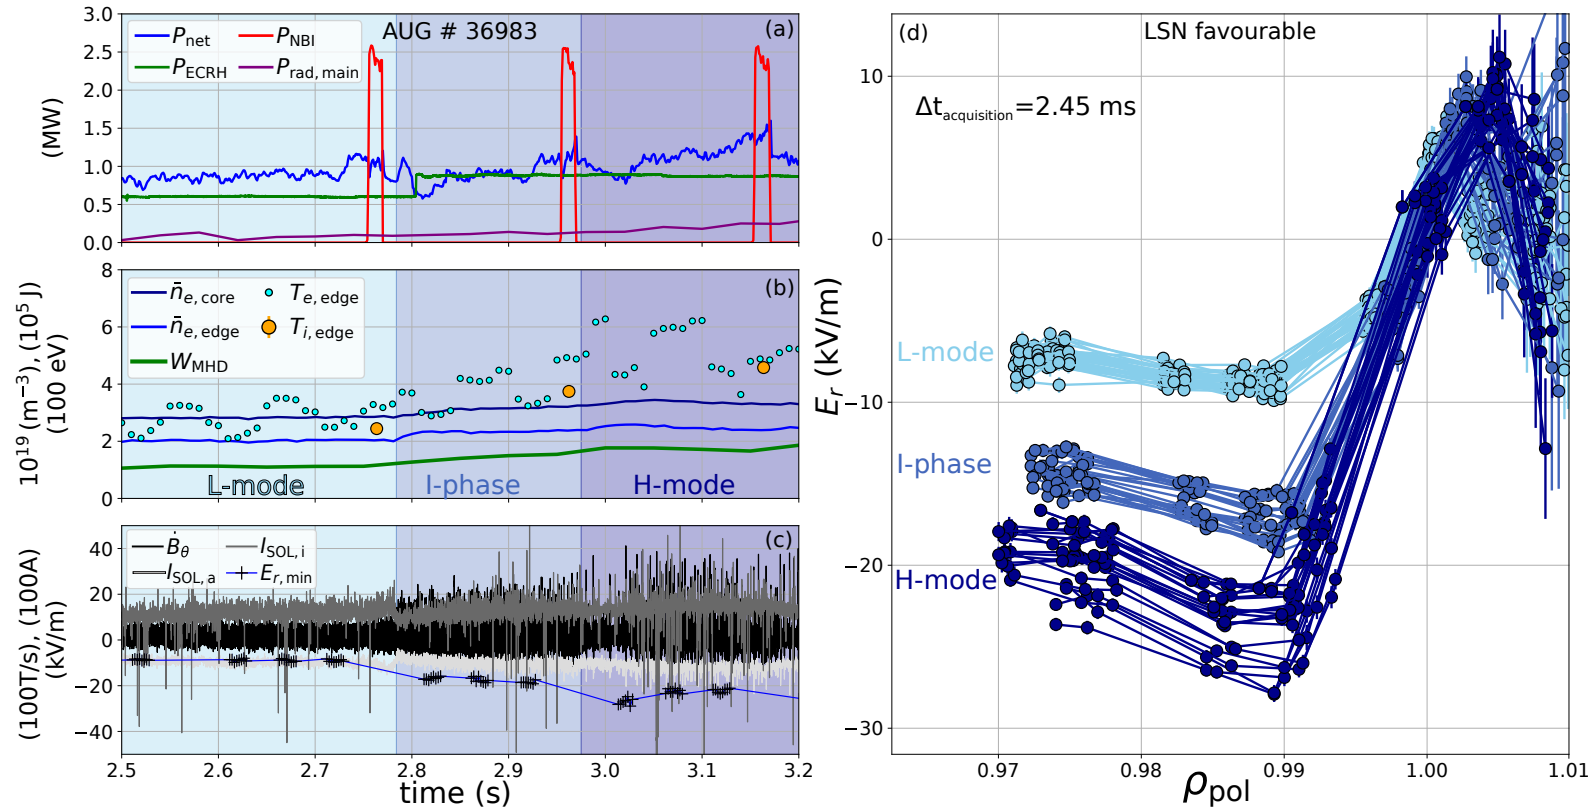 AUG # 36983
(a)
P_net
P_NBI
P_ECRH
P_rad, main
3.0
2.5
2.0
1.5
1.0
0.5
0.0
(MW)
(b)
n̄_e, core
T_e, edge
n̄_e, edge
T_i, edge
W_MHD
8
6
4
2
0
10¹⁹ (m⁻³), (10⁵ J)
(100 eV)
L-mode
I-phase
H-mode
(c)
Ḃ_θ
I_SOL, i
I_SOL, a
E_r, min
40
20
0
−20
−40
(100T/s), (100A)
(kV/m)
2.5
2.6
2.7
2.8
2.9
3.0
3.1
3.2
time (s)
(d)
LSN favourable
Δt_acquisition=2.45 ms
10
0
−10
−20
−30
E_r (kV/m)
L-mode
I-phase
H-mode
0.97
0.98
0.99
1.00
1.01
ρ_pol